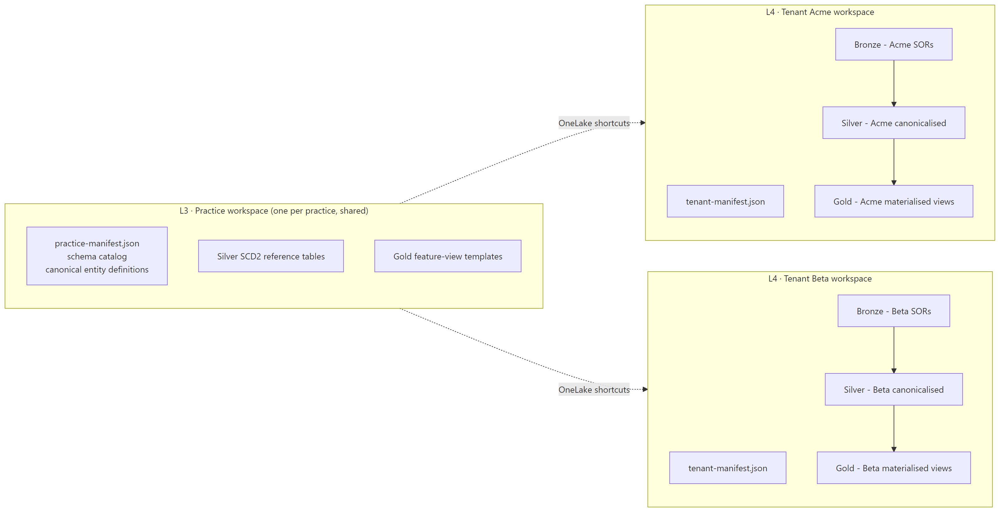 L4 · Tenant Acme workspace
Bronze - Acme SORs
Silver - Acme canonicalised
tenant-manifest.json
Gold - Acme materialised views
OneLake shortcuts
L3 · Practice workspace (one per practice, shared)
practice-manifest.json
schema catalog
canonical entity definitions
Silver SCD2 reference tables
Gold feature-view templates
OneLake shortcuts
L4 · Tenant Beta workspace
Bronze - Beta SORs
Silver - Beta canonicalised
tenant-manifest.json
Gold - Beta materialised views